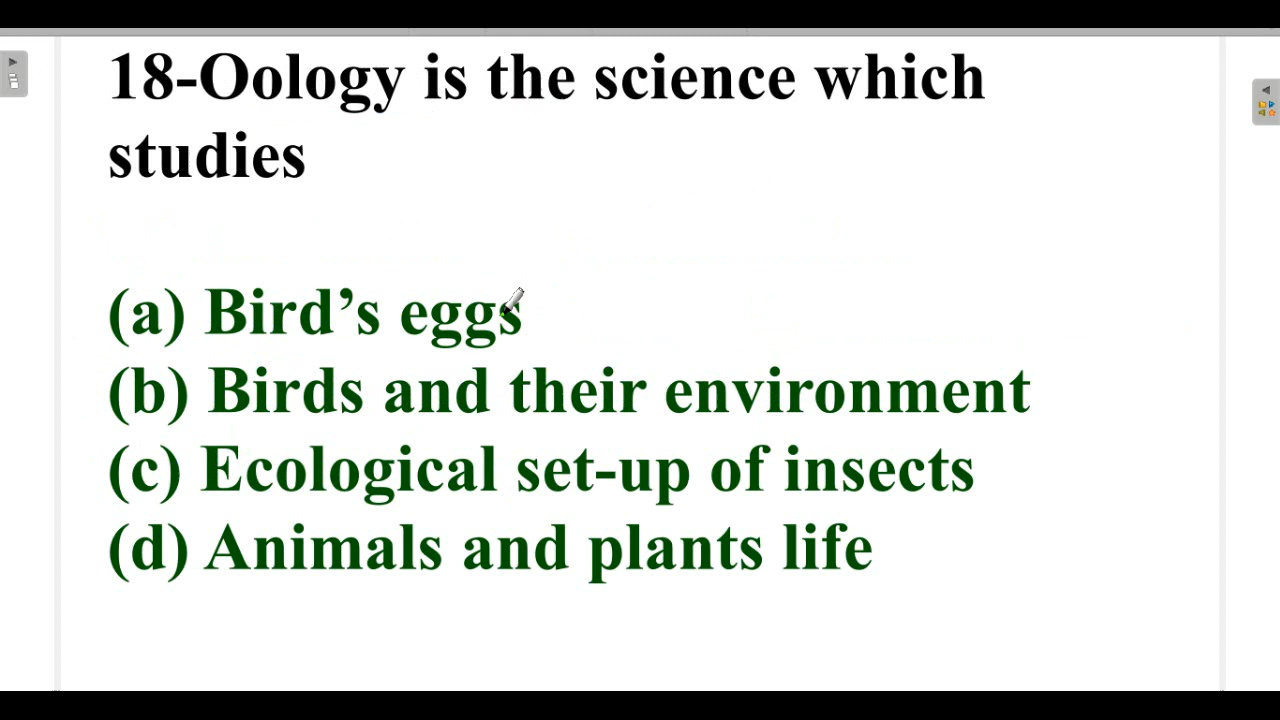 18-Oology is the science which
studies
(a) Bird’s eggs
(b) Birds and their environment
(c) Ecological set-up of insects
(d) Animals and plants life